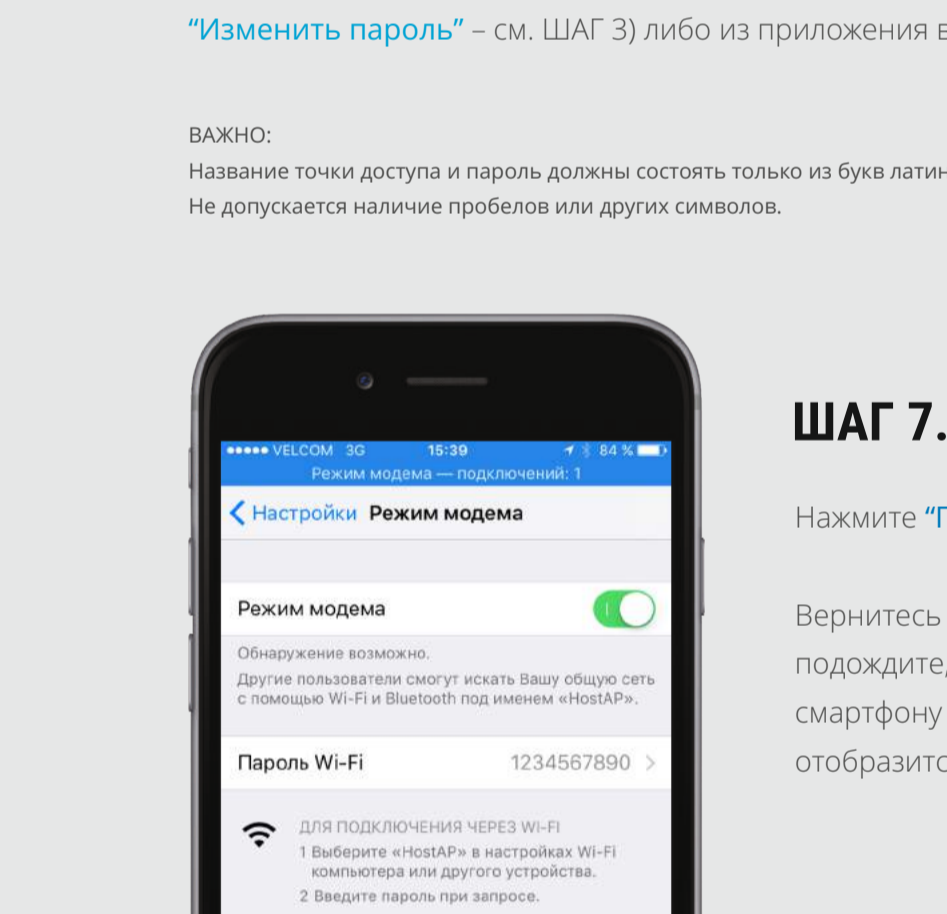 “Изменить пароль” – см. ШАГ 3) либо из приложения
ВАЖНО:
Название точки доступа и пароль должны состоять только из букв
Не допускается наличие пробелов или других символов.
VELCOM 3G 15:39 84 %
Режим модема — подключений: 1
Настройки Режим модема
Режим модема
Обнаружение возможно.
Другие пользователи смогут искать Вашу общую сеть
с помощью Wi-Fi и Bluetooth под именем «HostAP».
Пароль Wi-Fi 1234567890
ДЛЯ ПОДКЛЮЧЕНИЯ ЧЕРЕЗ WI-FI
1 Выберите «HostAP» в настройках Wi-Fi
компьютера или другого устройства.
2 Введите пароль при запросе.
ШАГ 7.
Нажмите
Вернитесь
подождите,
смартфону